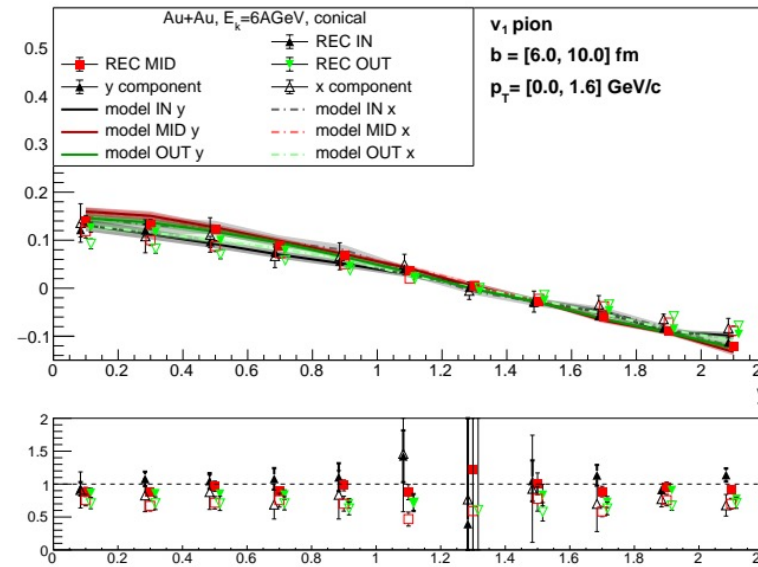 Au+Au, E_k=6AGeV, conical
REC IN
REC MID
REC OUT
y component
x component
model IN y
model IN x
model MID y
model MID x
model OUT y
model OUT x
v₁ pion
b = [6.0, 10.0] fm
p_T= [0.0, 1.6] GeV/c
0.5
0.4
0.3
0.2
0.1
0
−0.1
0 0.2 0.4 0.6 0.8 1 1.2 1.4 1.6 1.8 2 2.2
2
1.5
1
0.5
0
0 0.2 0.4 0.6 0.8 1 1.2 1.4 1.6 1.8 2